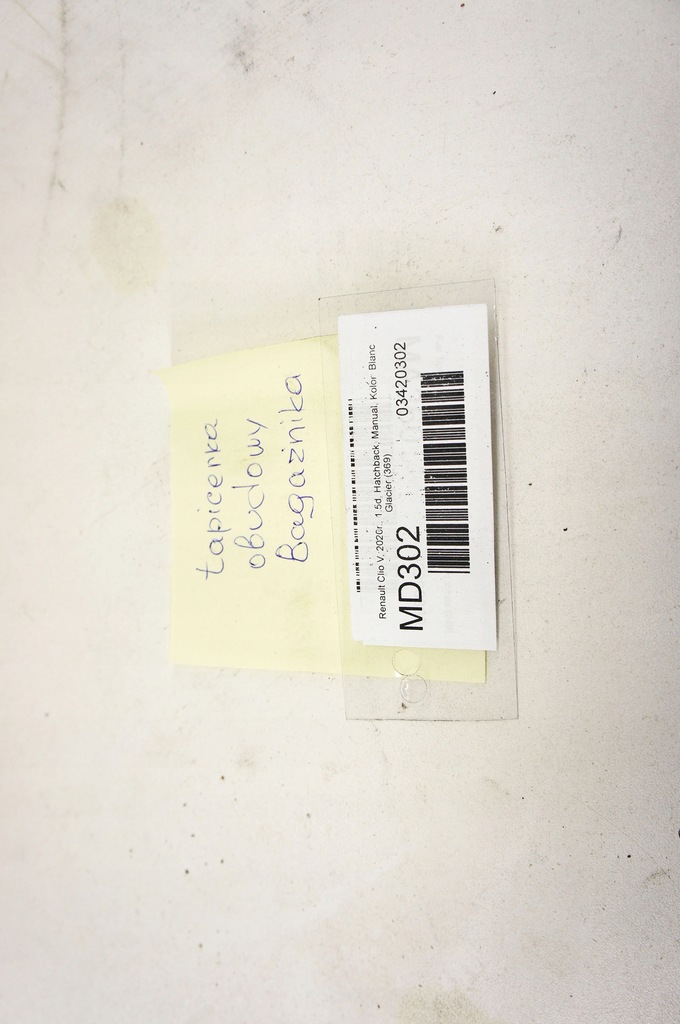 tapicerka
obudowy
Bagażnika
Renault Clio V, 2020r., 1.5d, Hatchback, Manual, Kolor Blanc
Glacier (369)
MD302
03420302